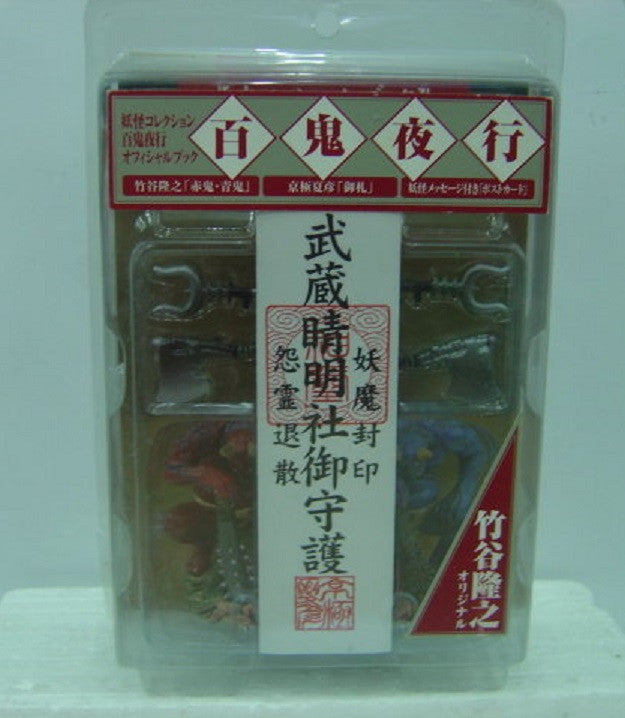 妖怪コレクション
百鬼夜行
オフィシャルブック
百鬼夜行
竹谷隆之「赤鬼・青鬼」
京極夏彦「御札」
妖怪メッセージ付き「ポストカード」
武蔵晴明社御守護
妖魔封印
怨霊退散
竹谷隆之
オリジナル